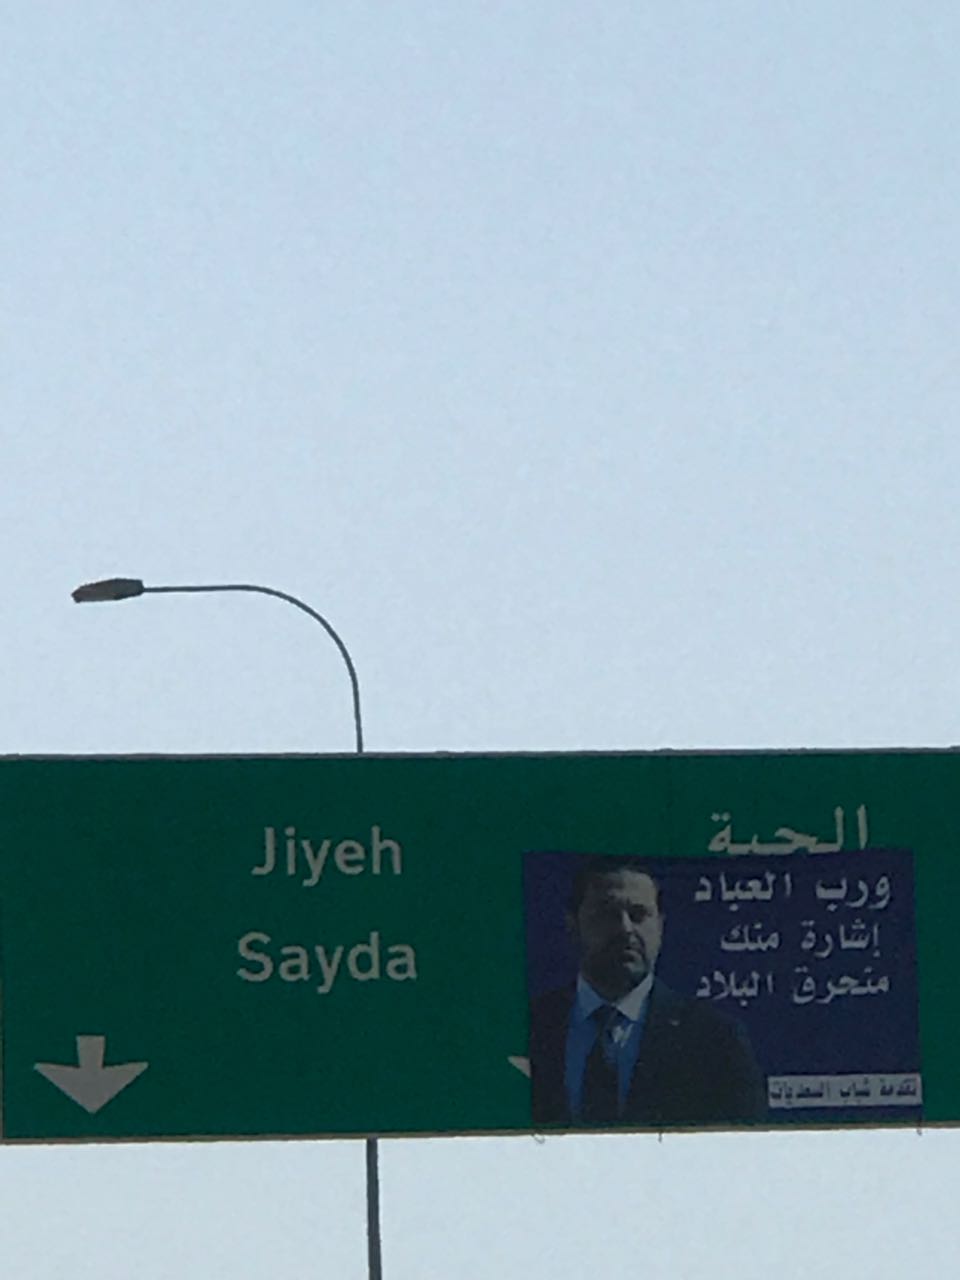 Jiyeh
Sayda
الجية
ورب العباد
إشارة منك
منحرق البلاد
تقدمة شباب السعديات